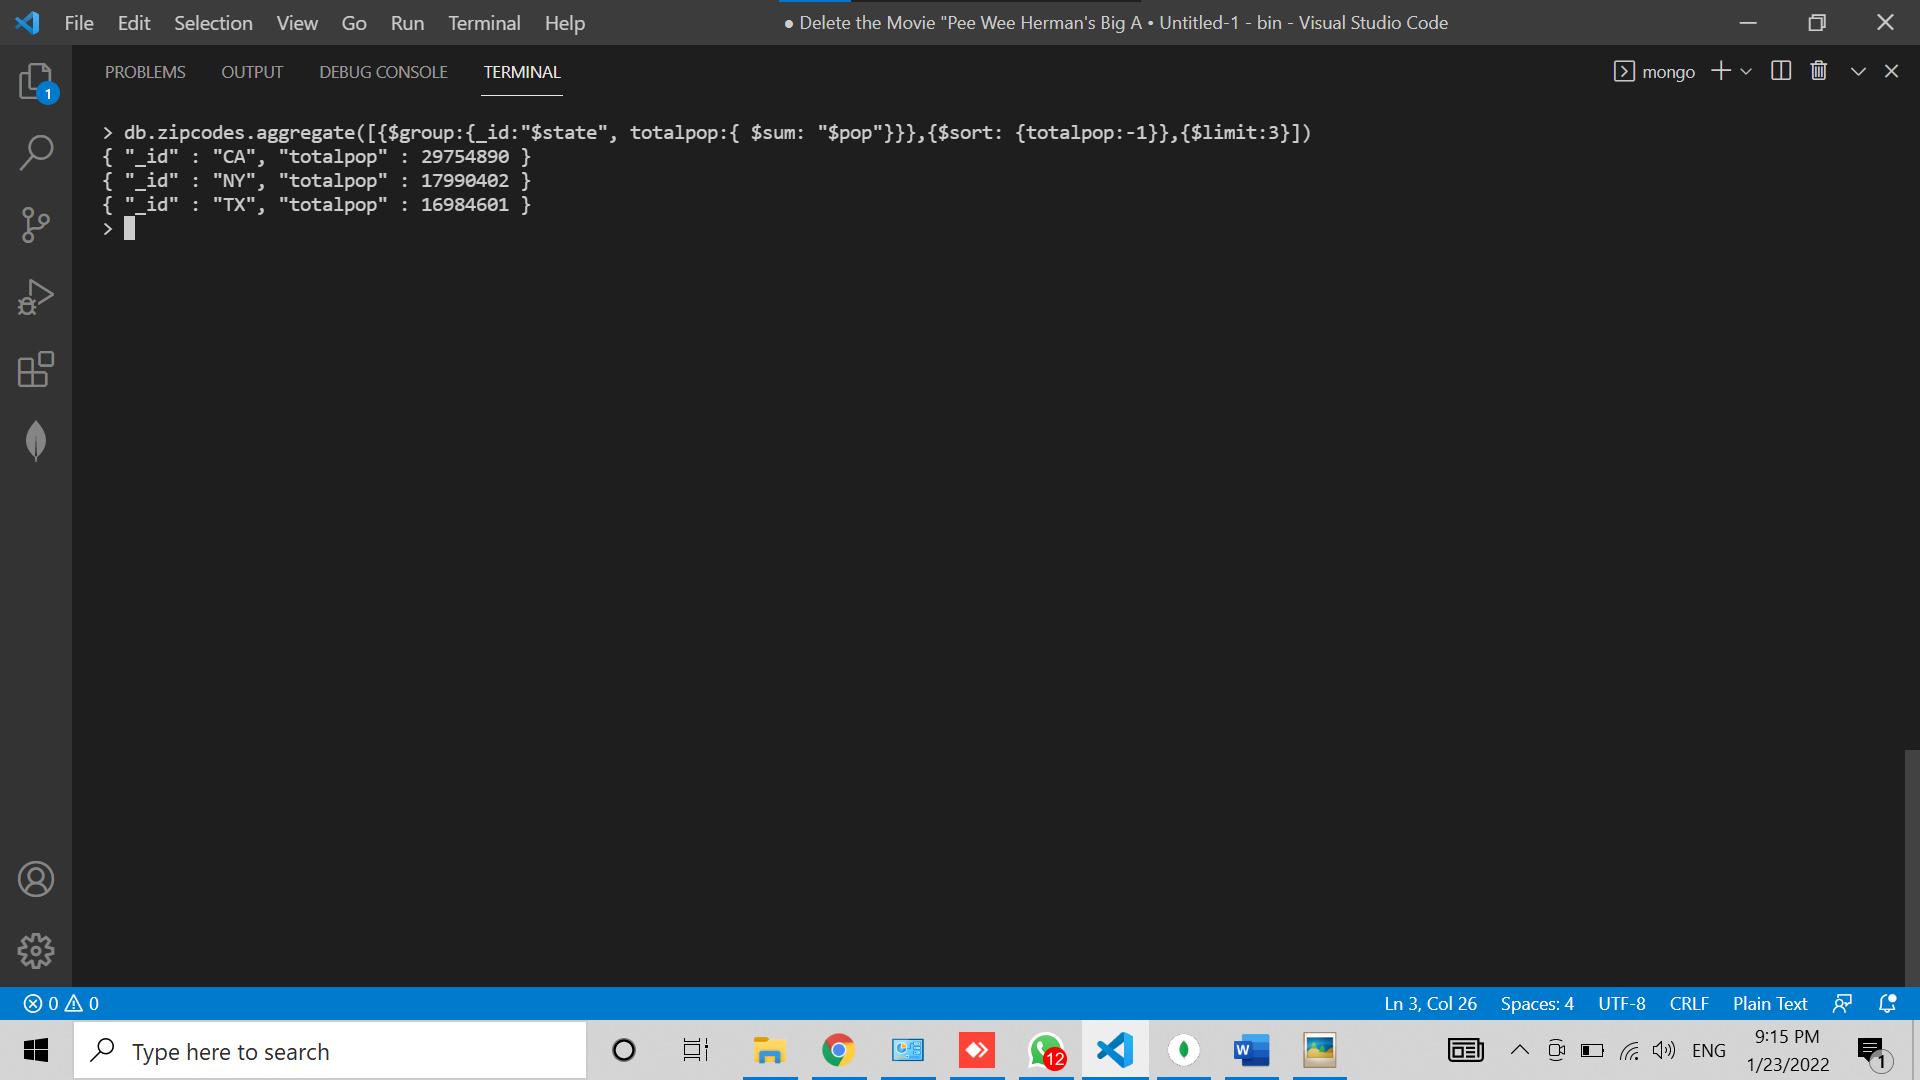 File Edit Selection View Go Run Terminal Help
● Delete the Movie "Pee Wee Herman's Big A • Untitled-1 - bin - Visual Studio Code
1
PROBLEMS OUTPUT DEBUG CONSOLE TERMINAL
mongo
> db.zipcodes.aggregate([{$group:{_id:"$state", totalpop:{ $sum: "$pop"}}},{$sort: {totalpop:-1}},{$limit:3}])
{ "_id" : "CA", "totalpop" : 29754890 }
{ "_id" : "NY", "totalpop" : 17990402 }
{ "_id" : "TX", "totalpop" : 16984601 }
>
0 0
Ln 3, Col 26 Spaces: 4 UTF-8 CRLF Plain Text
Type here to search
12
W
ENG
9:15 PM
1/23/2022
1